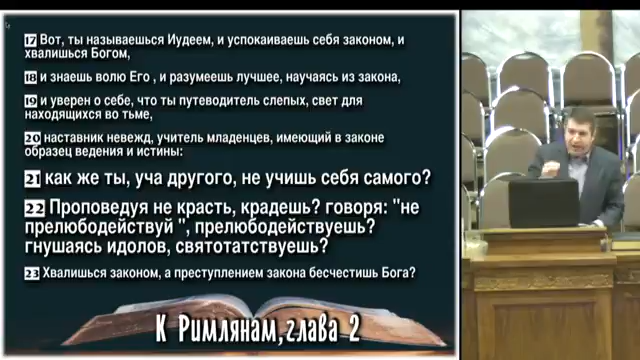 17 Вот, ты называешься Иудеем, и успокаиваешь себя законом, и
хвалишься Богом,
18 и знаешь волю Его , и разумеешь лучшее, научаясь из закона,
19 и уверен о себе, что ты путеводитель слепых, свет для
находящихся во тьме,
20 наставник невежд, учитель младенцев, имеющий в законе
образец ведения и истины:
21 как же ты, уча другого, не учишь себя самого?
22 Проповедуя не красть, крадешь? говоря: "не
прелюбодействуй ", прелюбодействуешь?
гнушаясь идолов, святотатствуешь?
23 Хвалишься законом, а преступлением закона бесчестишь Бога?
К Римлянам, глава 2